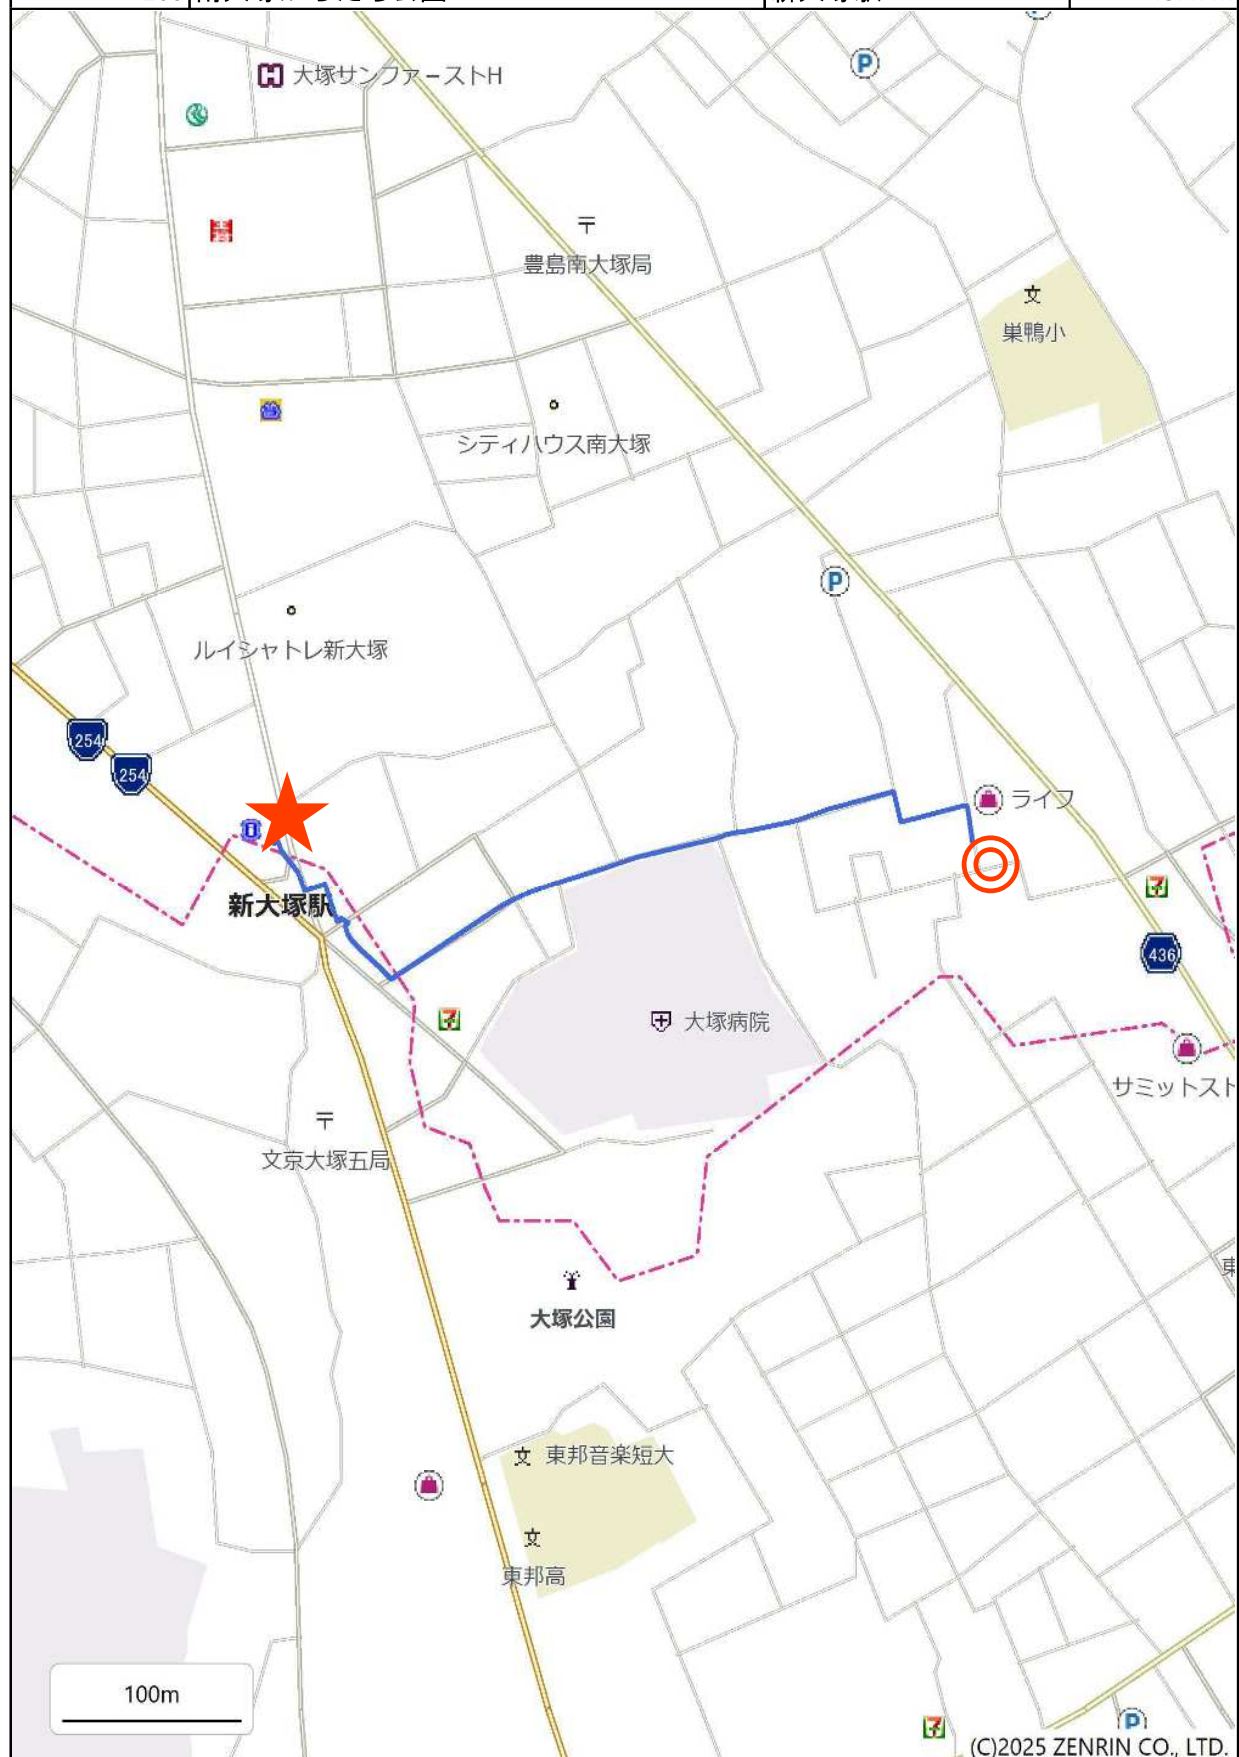 大塚サンファーストH
P
〒
豊島南大塚局
文
巣鴨小
シティハウス南大塚
P
ルイシャトレ新大塚
254
254
ライフ
新大塚駅
7
436
7
大塚病院
サミットスト
〒
文京大塚五局
東
大塚公園
文 東邦音楽短大
文
東邦高
100m
P
7
(C)2025 ZENRIN CO., LTD.